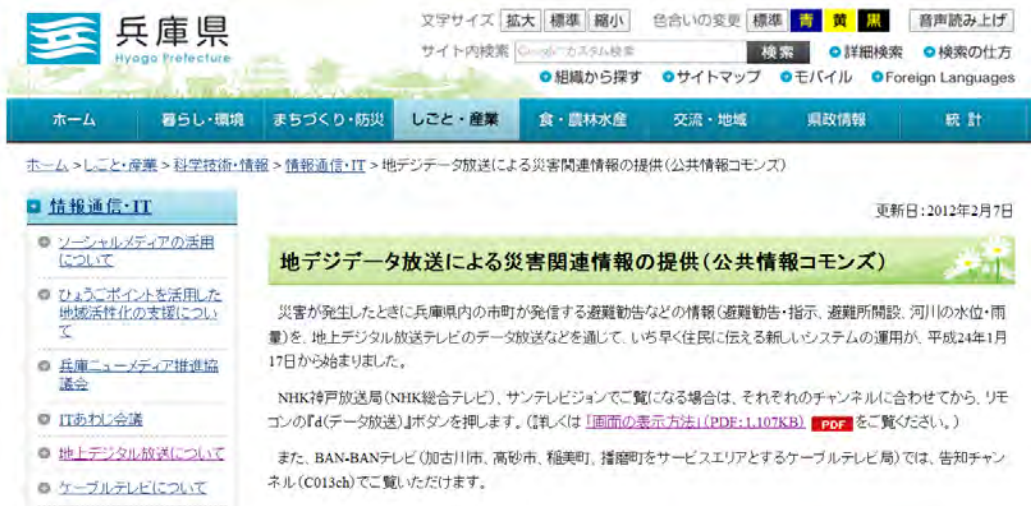 兵庫県
Hyogo Prefecture
文字サイズ 拡大 標準 縮小 色合いの変更 標準 青 黄 黒 音声読み上げ
サイト内検索 Google カスタム検索 検索 詳細検索 検索の仕方
組織から探す サイトマップ モバイル Foreign Languages
ホーム 暮らし・環境 まちづくり・防災 しごと・産業 食・農林水産 交流・地域 県政情報 統計
ホーム > しごと・産業 > 科学技術・情報 > 情報通信・IT > 地デジデータ放送による災害関連情報の提供(公共情報コモンズ)
情報通信・IT
ソーシャルメディアの活用
について
ひょうごポイントを活用した
地域活性化の支援につい
て
兵庫ニューメディア推進協
議会
ITあわじ会議
地上デジタル放送について
ケーブルテレビについて
更新日:2012年2月7日
地デジデータ放送による災害関連情報の提供(公共情報コモンズ)
災害が発生したときに兵庫県内の市町が発信する避難勧告などの情報(避難勧告・指示、避難所開設、河川の水位・雨
量)を、地上デジタル放送テレビのデータ放送などを通じて、いち早く住民に伝える新しいシステムの運用が、平成24年1月
17日から始まりました。
NHK神戸放送局(NHK総合テレビ)、サンテレビジョンでご覧になる場合は、それぞれのチャンネルに合わせてから、リモ
コンの『d(データ放送)』ボタンを押します。(詳しくは「画面の表示方法」(PDF:1,107KB) PDF をご覧ください。)
また、BAN-BANテレビ(加古川市、高砂市、稲美町、播磨町をサービスエリアとするケーブルテレビ局)では、告知チャン
ネル(C013ch)でご覧いただけます。